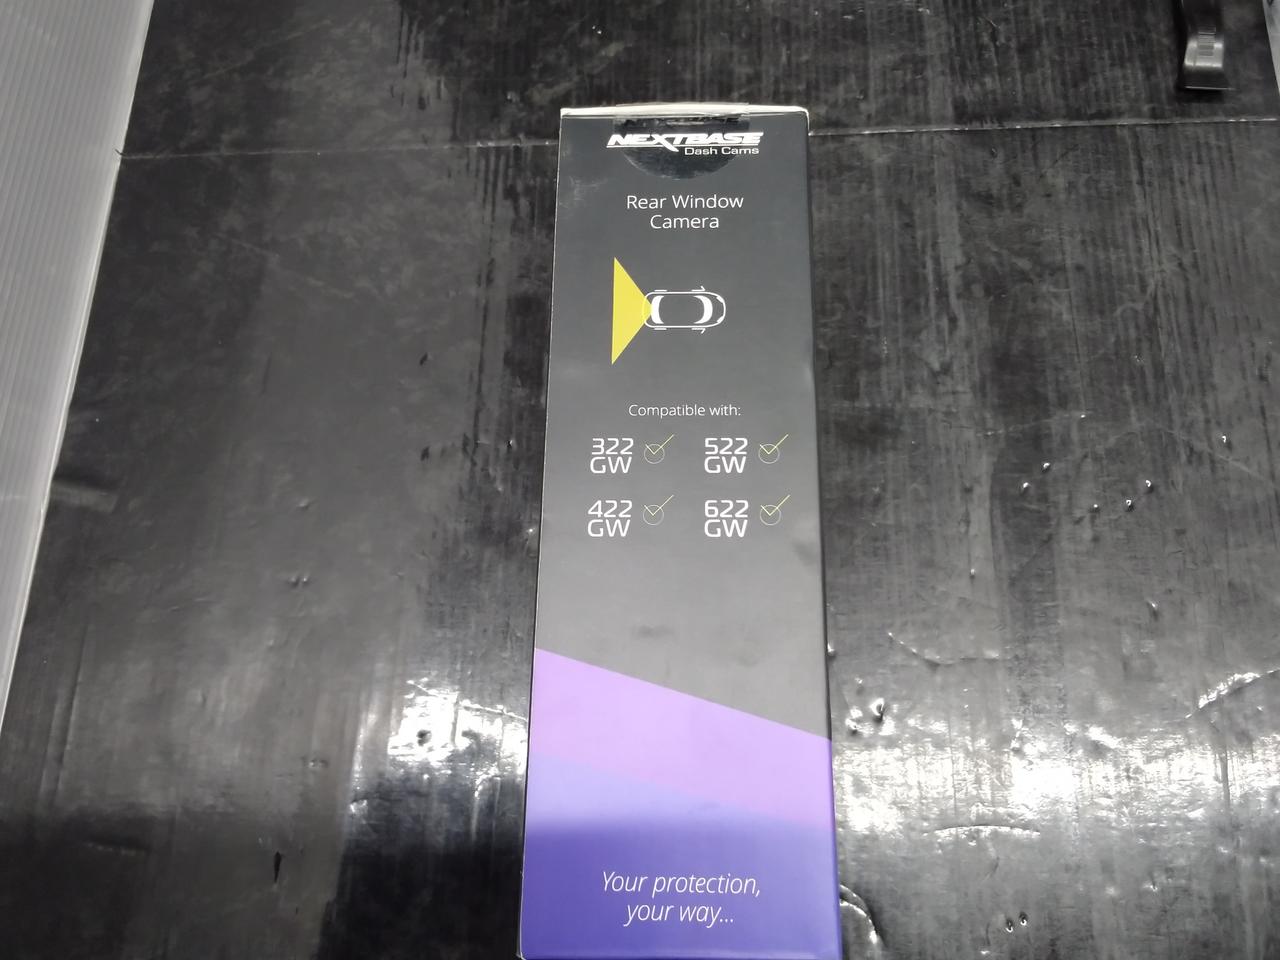 NEXTBASE
Dash Cams
Rear Window
Camera
Compatible with:
322
GW
522
GW
422
GW
622
GW
Your protection,
your way...